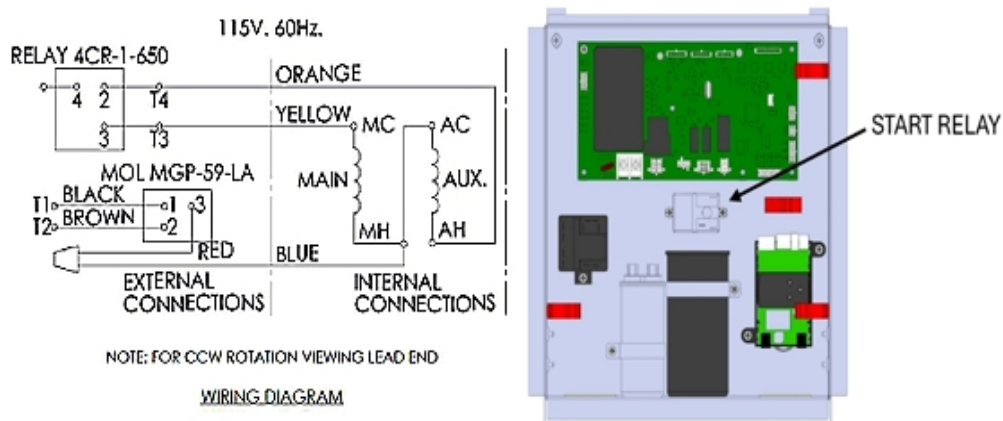 115V. 60Hz.
RELAY 4CR-1-650
ORANGE
4 2 T4
YELLOW
3 T3
MC AC
MOL MGP-59-LA
MAIN AUX.
T1 BLACK 1 3
T2 BROWN 2
MH AH
RED
BLUE
EXTERNAL CONNECTIONS
INTERNAL CONNECTIONS
NOTE: FOR CCW ROTATION VIEWING LEAD END
WIRING DIAGRAM
START RELAY